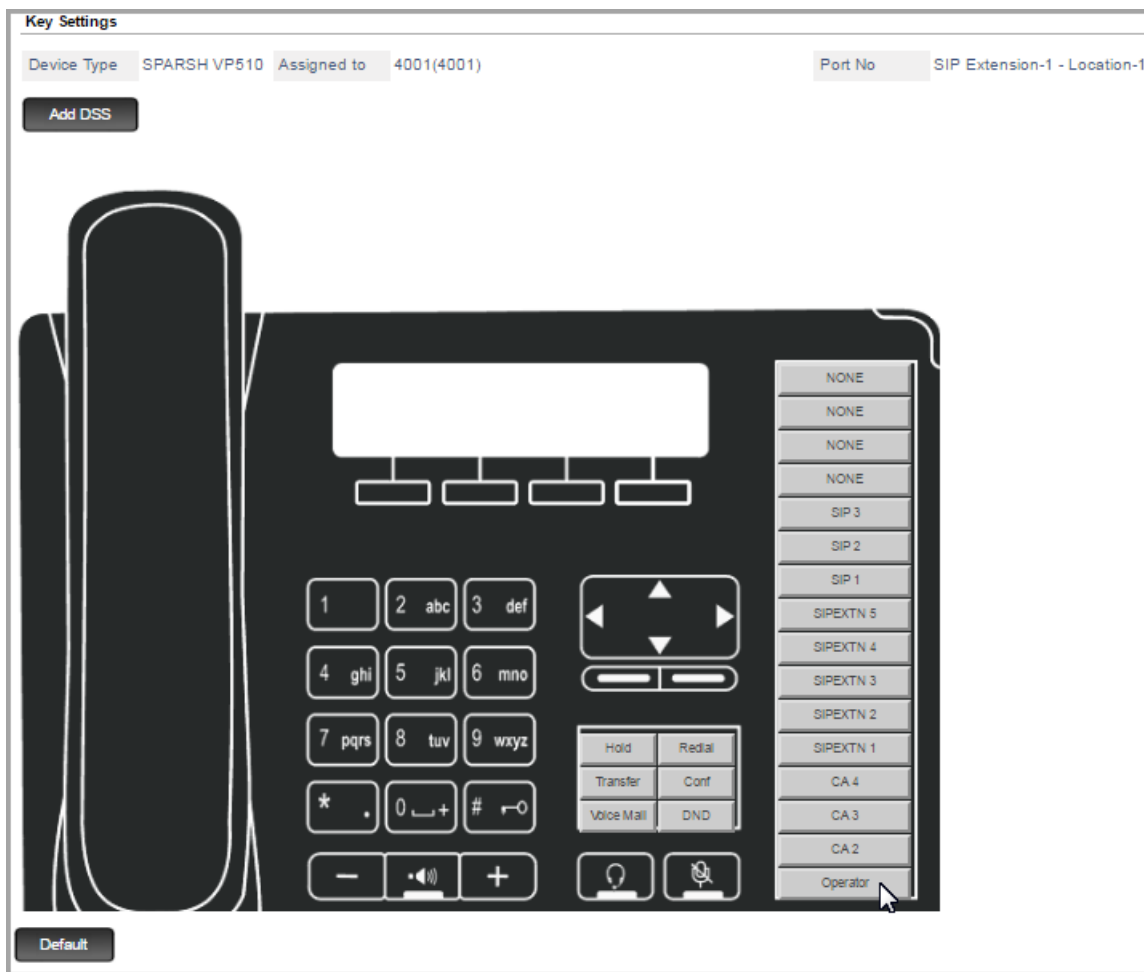 Key Settings
Device Type SPARSH VP510 Assigned to 4001(4001) Port No SIP Extension-1 - Location-1
Add DSS
NONE
NONE
NONE
NONE
SIP 3
SIP 2
SIP 1
SIPEXTN 5
SIPEXTN 4
SIPEXTN 3
SIPEXTN 2
SIPEXTN 1
CA 4
CA 3
CA 2
Operator
1 2 abc 3 def
4 ghi 5 jkl 6 mno
7 pqrs 8 tuv 9 wxyz
* . 0 + #
− +
Hold Redial
Transfer Conf
Voice Mail DND
Default